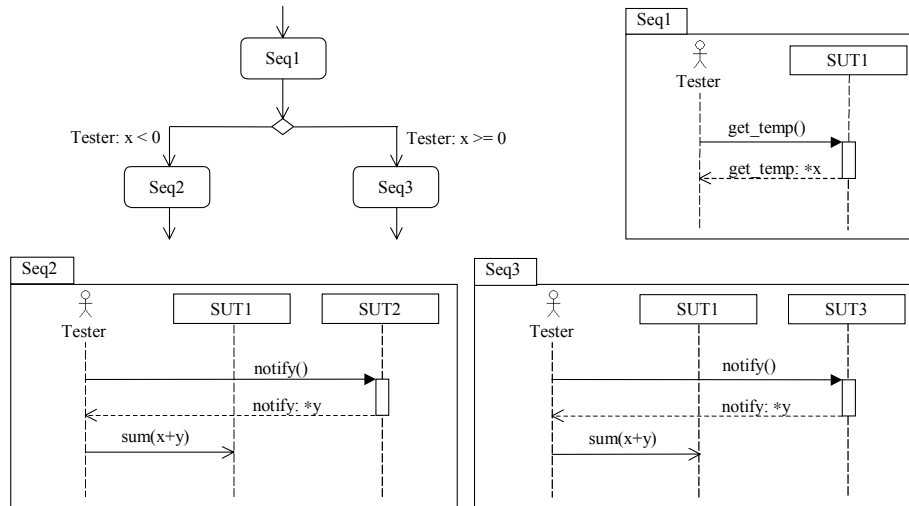 Seq1
Tester: x < 0
Tester: x >= 0
Seq2
Seq3
Seq1
Tester
SUT1
get_temp()
get_temp: *x
Seq2
Tester
SUT1
SUT2
notify()
notify: *y
sum(x+y)
Seq3
Tester
SUT1
SUT3
notify()
notify: *y
sum(x+y)